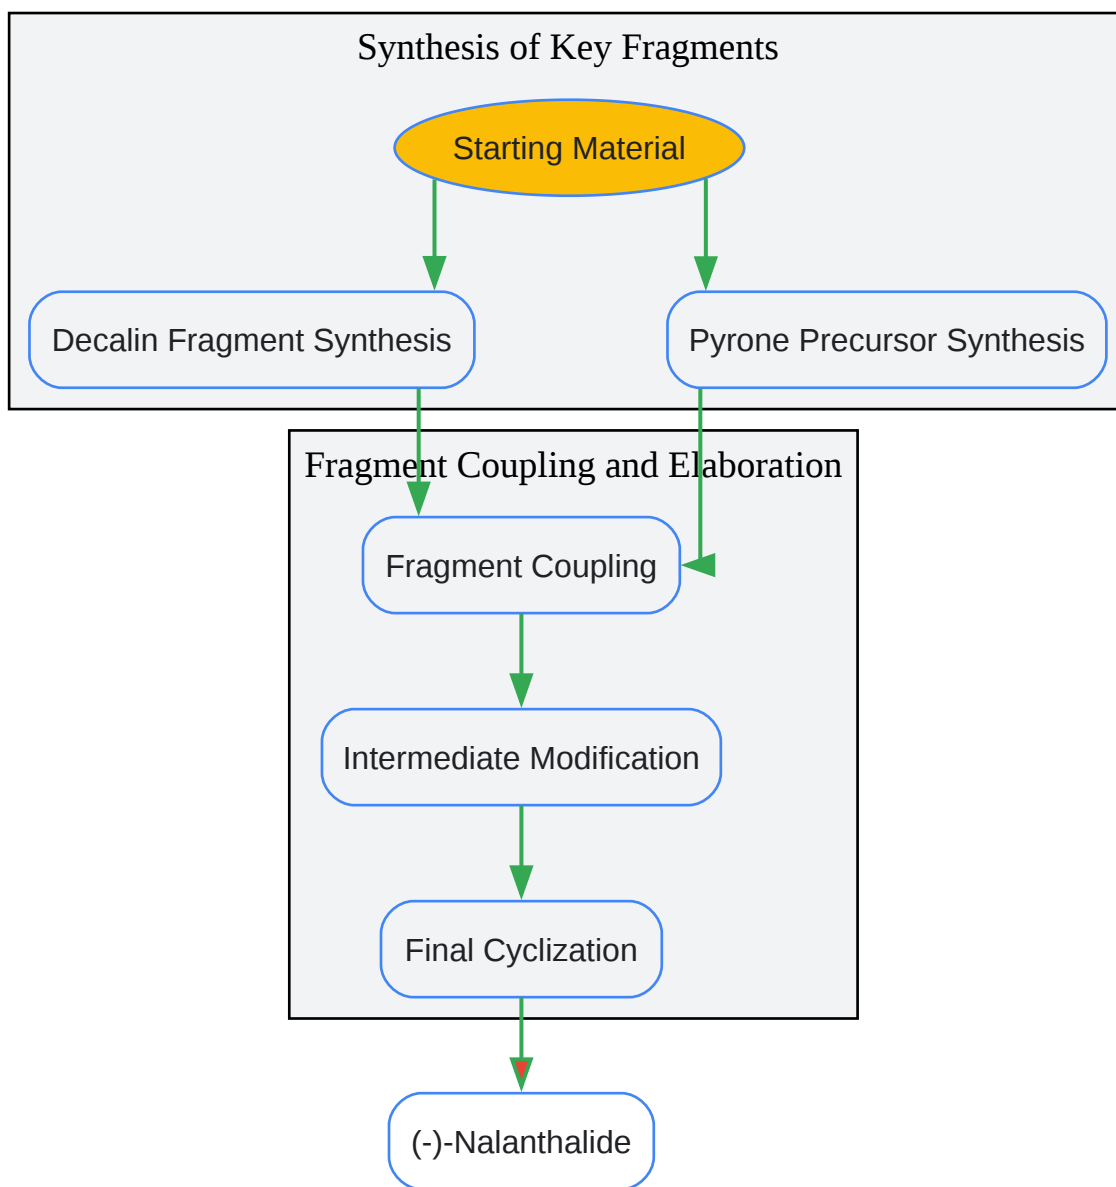 Synthesis of Key Fragments
Starting Material
Decalin Fragment Synthesis
Pyrone Precursor Synthesis
Fragment Coupling and Elaboration
Fragment Coupling
Intermediate Modification
Final Cyclization
(-)-Nalanthalide